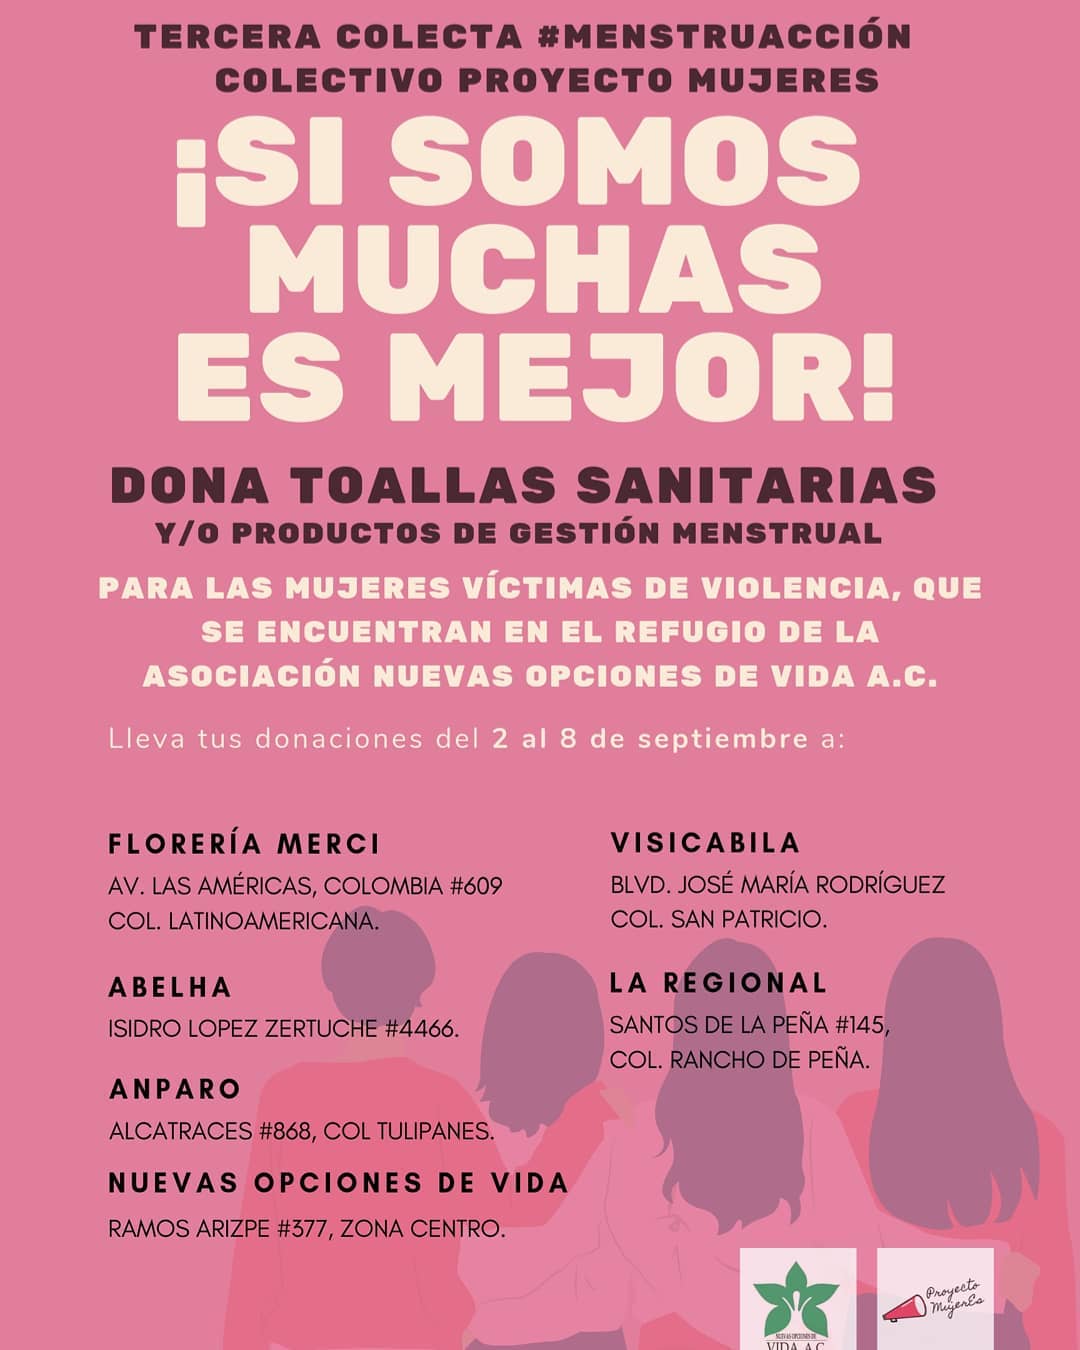 TERCERA COLECTA #MENSTRUACCIÓN
COLECTIVO PROYECTO MUJERES
¡SI SOMOS
MUCHAS
ES MEJOR!
DONA TOALLAS SANITARIAS
Y/O PRODUCTOS DE GESTIÓN MENSTRUAL
PARA LAS MUJERES VÍCTIMAS DE VIOLENCIA, QUE
SE ENCUENTRAN EN EL REFUGIO DE LA
ASOCIACIÓN NUEVAS OPCIONES DE VIDA A.C.
Lleva tus donaciones del 2 al 8 de septiembre a:
FLORERÍA MERCI
AV. LAS AMÉRICAS, COLOMBIA #609
COL. LATINOAMERICANA.
ABELHA
ISIDRO LOPEZ ZERTUCHE #4466.
ANPARO
ALCATRACES #868, COL TULIPANES.
NUEVAS OPCIONES DE VIDA
RAMOS ARIZPE #377, ZONA CENTRO.
VISICABILA
BLVD. JOSÉ MARÍA RODRÍGUEZ
COL. SAN PATRICIO.
LA REGIONAL
SANTOS DE LA PEÑA #145,
COL. RANCHO DE PEÑA.
NUEVAS OPCIONES DE
VIDA A.C.
Proyecto
MujerEs